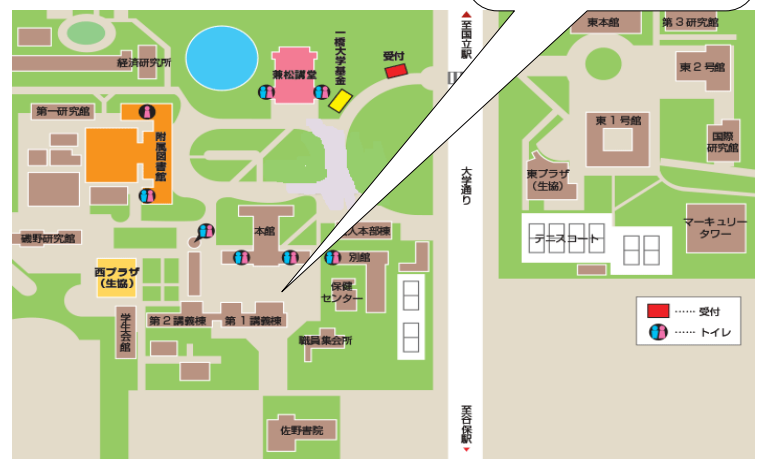 至国立駅
東本館
第3研究館
一橋大学基金
受付
経済研究所
兼松講堂
東2号館
第一研究館
附属図書館
東1号館
国際
研究館
大学通り
東プラザ
(生協)
本館
人本部棟
マーキュリー
タワー
磯野研究館
テニスコート
別館
西プラザ
(生協)
保健
センター
学生会館
第2講義棟
第1講義棟
職員集会所
…… 受付
…… トイレ
至谷保駅
佐野書院